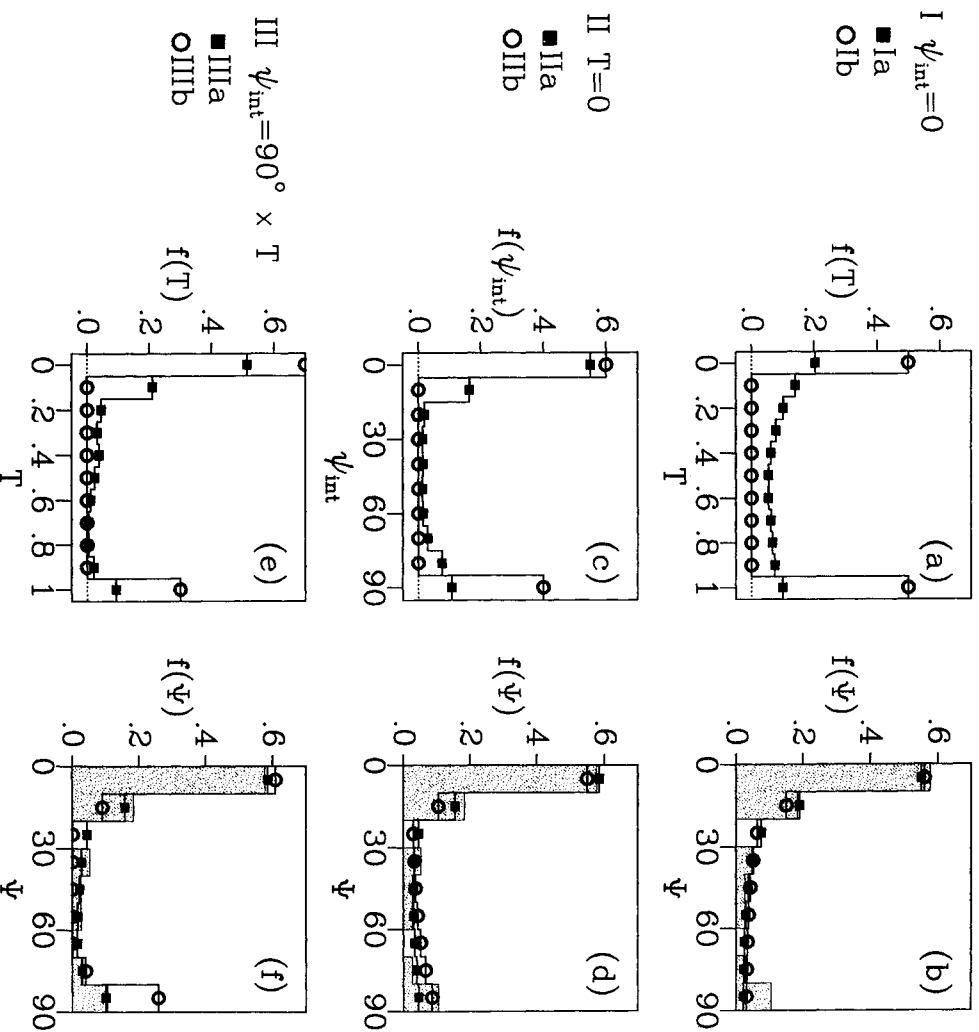 I ψint=0
■ Ia
○ Ib
f(T)
.6
.4
.2
.0
0 .2 .4 .6 .8 1
T
(a)
f(Ψ)
.6
.4
.2
.0
0 30 60 90
Ψ
(b)
II T=0
■ IIa
○ IIb
f(ψint)
.6
.4
.2
.0
0 30 60 90
ψint
(c)
f(Ψ)
.6
.4
.2
.0
0 30 60 90
Ψ
(d)
III ψint=90° x T
■ IIIa
○ IIIb
f(T)
.6
.4
.2
.0
0 .2 .4 .6 .8 1
T
(e)
f(Ψ)
.6
.4
.2
.0
0 30 60 90
Ψ
(f)